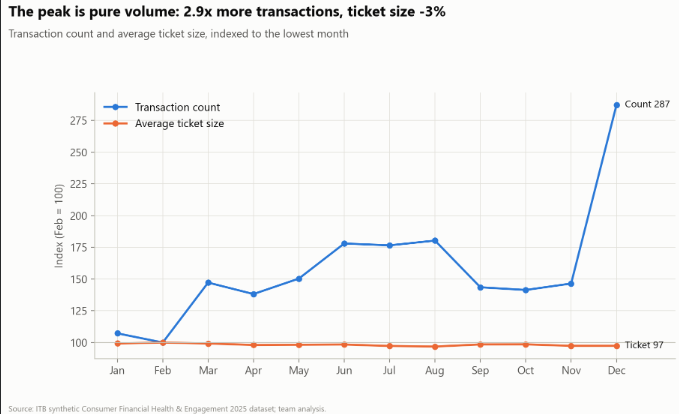 The peak is pure volume: 2.9x more transactions, ticket size -3%
Transaction count and average ticket size, indexed to the lowest month
Transaction count
Average ticket size
Count 287
275
250
225
200
175
150
125
100
Index (Feb = 100)
Ticket 97
Jan Feb Mar Apr May Jun Jul Aug Sep Oct Nov Dec
Source: ITB synthetic Consumer Financial Health & Engagement 2025 dataset; team analysis.